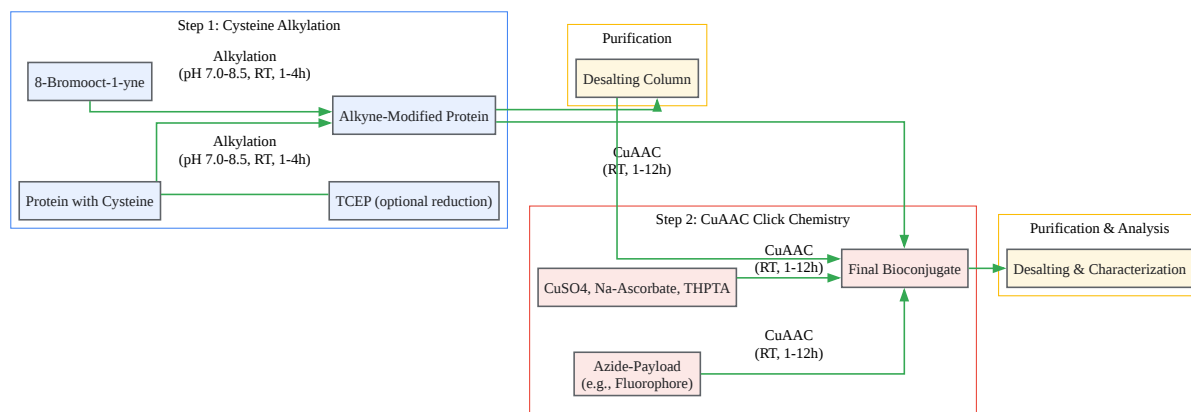 Step 1: Cysteine Alkylation
Alkylation
(pH 7.0-8.5, RT, 1-4h)
8-Bromooct-1-yne
Alkyne-Modified Protein
Alkylation
(pH 7.0-8.5, RT, 1-4h)
Protein with Cysteine
TCEP (optional reduction)
Purification
Desalting Column
CuAAC
(RT, 1-12h)
Step 2: CuAAC Click Chemistry
CuAAC
(RT, 1-12h)
CuSO4, Na-Ascorbate, THPTA
Final Bioconjugate
CuAAC
(RT, 1-12h)
Azide-Payload
(e.g., Fluorophore)
Purification & Analysis
Desalting & Characterization